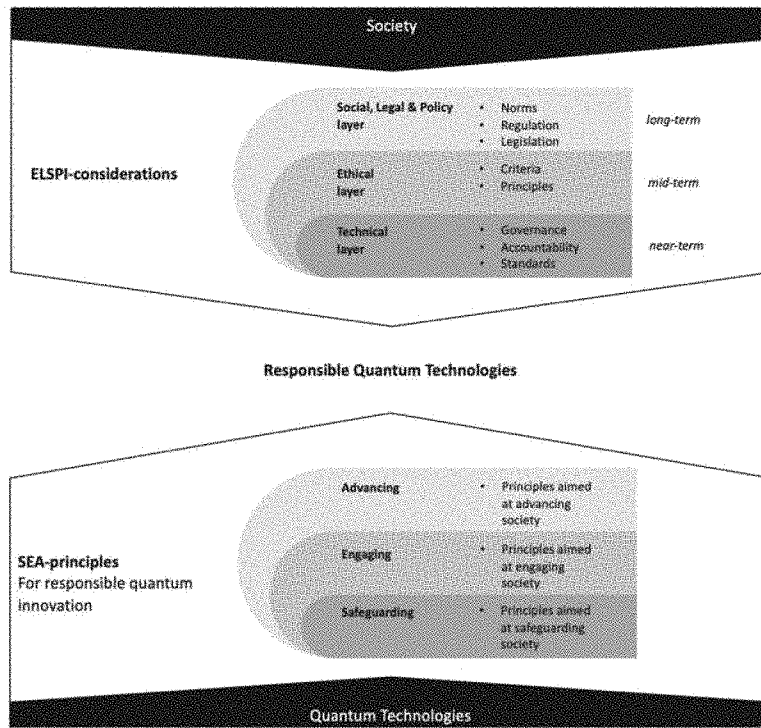 Society
Social, Legal & Policy
layer
• Norms
• Regulation
• Legislation
long-term
ELSPI-considerations
Ethical
layer
• Criteria
• Principles
mid-term
Technical
layer
• Governance
• Accountability
• Standards
near-term
Responsible Quantum Technologies
Advancing
• Principles aimed
at advancing
society
SEA-principles
For responsible quantum
innovation
Engaging
• Principles aimed
at engaging
society
Safeguarding
• Principles aimed
at safeguarding
society
Quantum Technologies